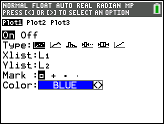 NORMAL FLOAT AUTO REAL RADIAN MP
PRESS [<] OR [>] TO SELECT AN OPTION
Plot1 Plot2 Plot3
On Off
Type:
Xlist:L₁
Ylist:L₂
Mark :
Color: BLUE